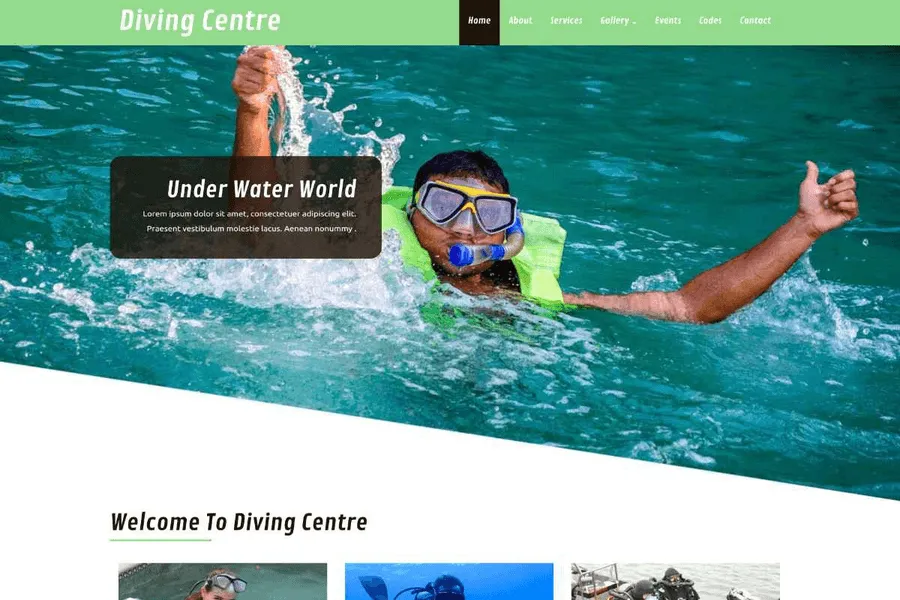 Diving Centre
Home About Services Gallery Events Codes Contact
Under Water World
Lorem ipsum dolor sit amet, consectetuer adipiscing elit.
Praesent vestibulum molestie lacus. Aenean nonummy .
Welcome To Diving Centre